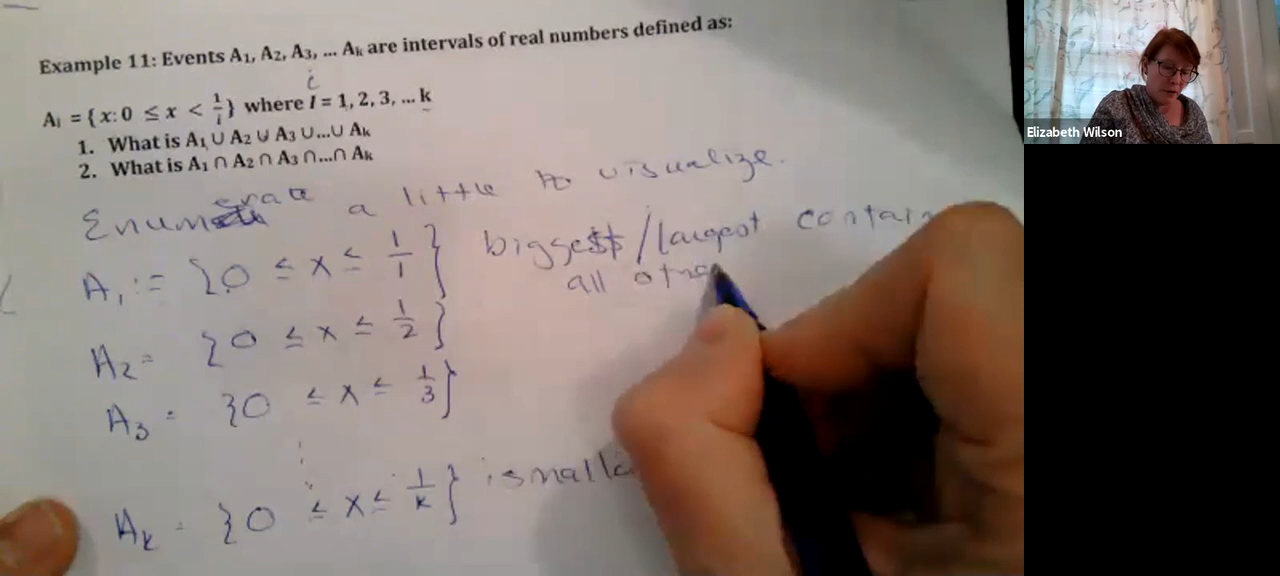 Example 11: Events A₁, A₂, A₃, ... Aₖ are intervals of real numbers defined as:
i
Aᵢ = {x: 0 ≤ x < 1/i} where I = 1, 2, 3, ... k
1. What is A₁ ∪ A₂ ∪ A₃ ∪...∪ Aₖ
2. What is A₁ ∩ A₂ ∩ A₃ ∩...∩ Aₖ
Enumerate a little to visualize.
A₁ := {0 ≤ x ≤ 1/1} biggest/largest contain
all other
A₂ = {0 ≤ x ≤ 1/2}
A₃ = {0 ≤ x ≤ 1/3}
Aₖ = {0 ≤ x ≤ 1/k} is
Elizabeth Wilson